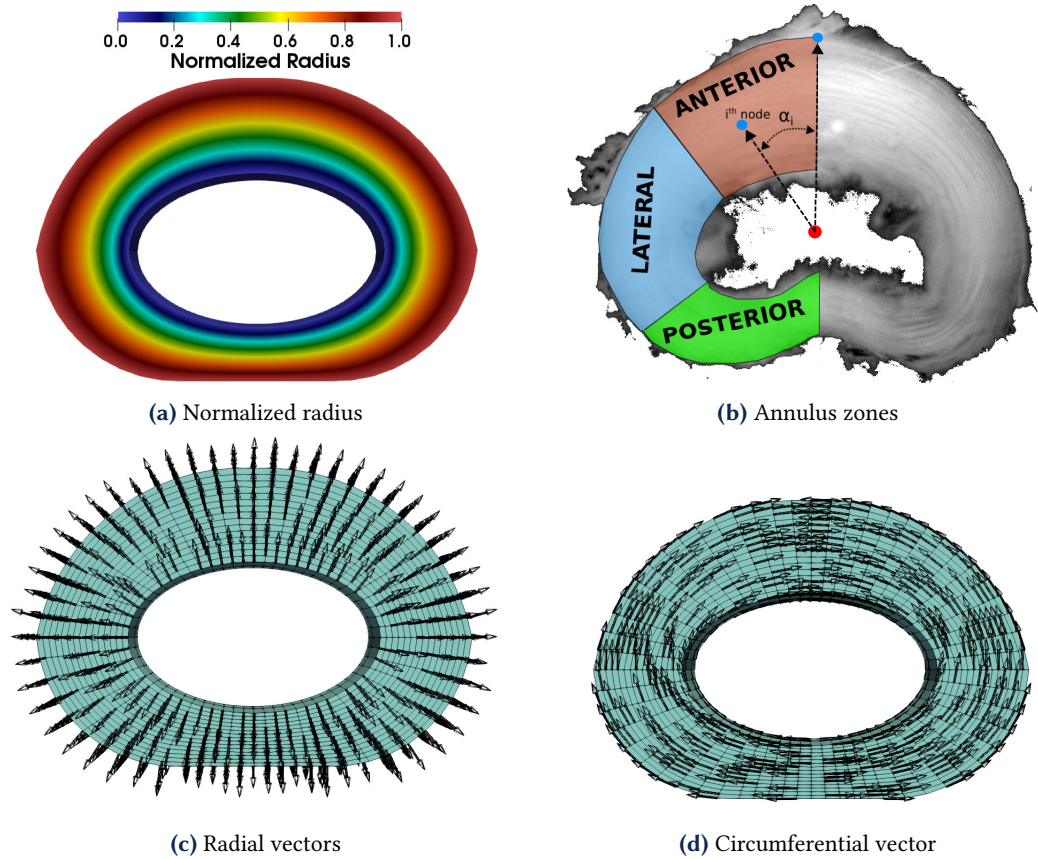 0.0 0.2 0.4 0.6 0.8 1.0
Normalized Radius
(a) Normalized radius
ANTERIOR
iᵗʰ node
αᵢ
LATERAL
POSTERIOR
(b) Annulus zones
(c) Radial vectors
(d) Circumferential vector